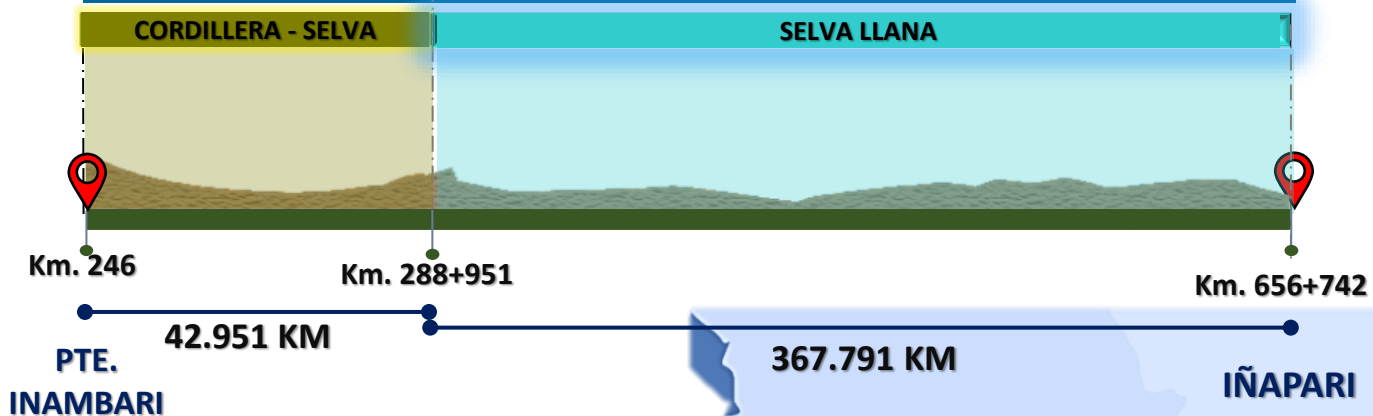 CORDILLERA - SELVA
SELVA LLANA
Km. 246
Km. 288+951
Km. 656+742
42.951 KM
367.791 KM
PTE.
INAMBARI
IÑAPARI